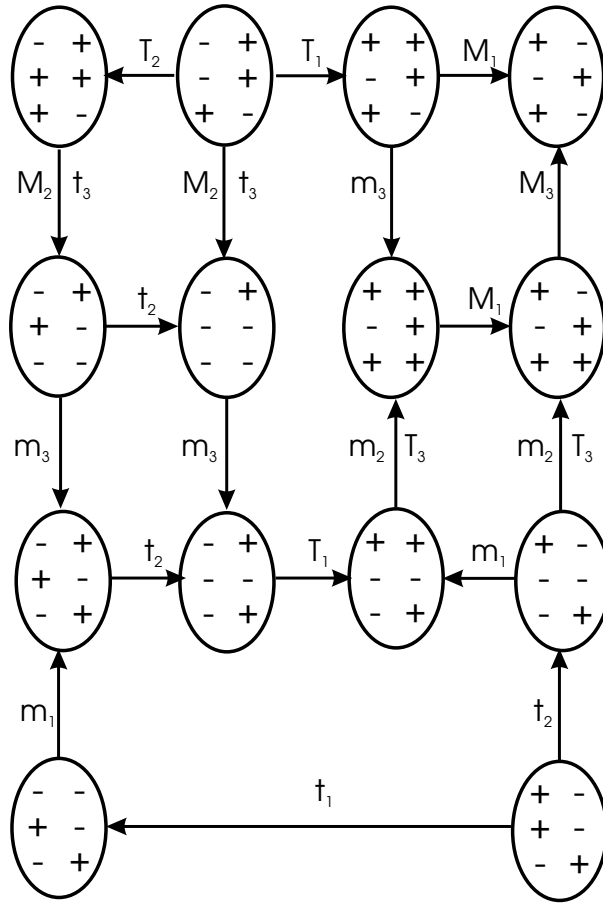 - + T₂ - + T₁ + + M₁ + -
+ + - + - + - +
+ - + - + + + -
M₂ t₃ M₂ t₃ m₃ M₃
- + t₂ - + + + M₁ + -
+ - - - - + - +
- - - - + + + +
m₃ m₃ m₂ T₃ m₂ T₃
- + t₂ - + T₁ + + m₁ + -
+ - - - - - - -
- + - + - + - +
m₁ t₂
- - t₁ + -
+ - + -
- + - +